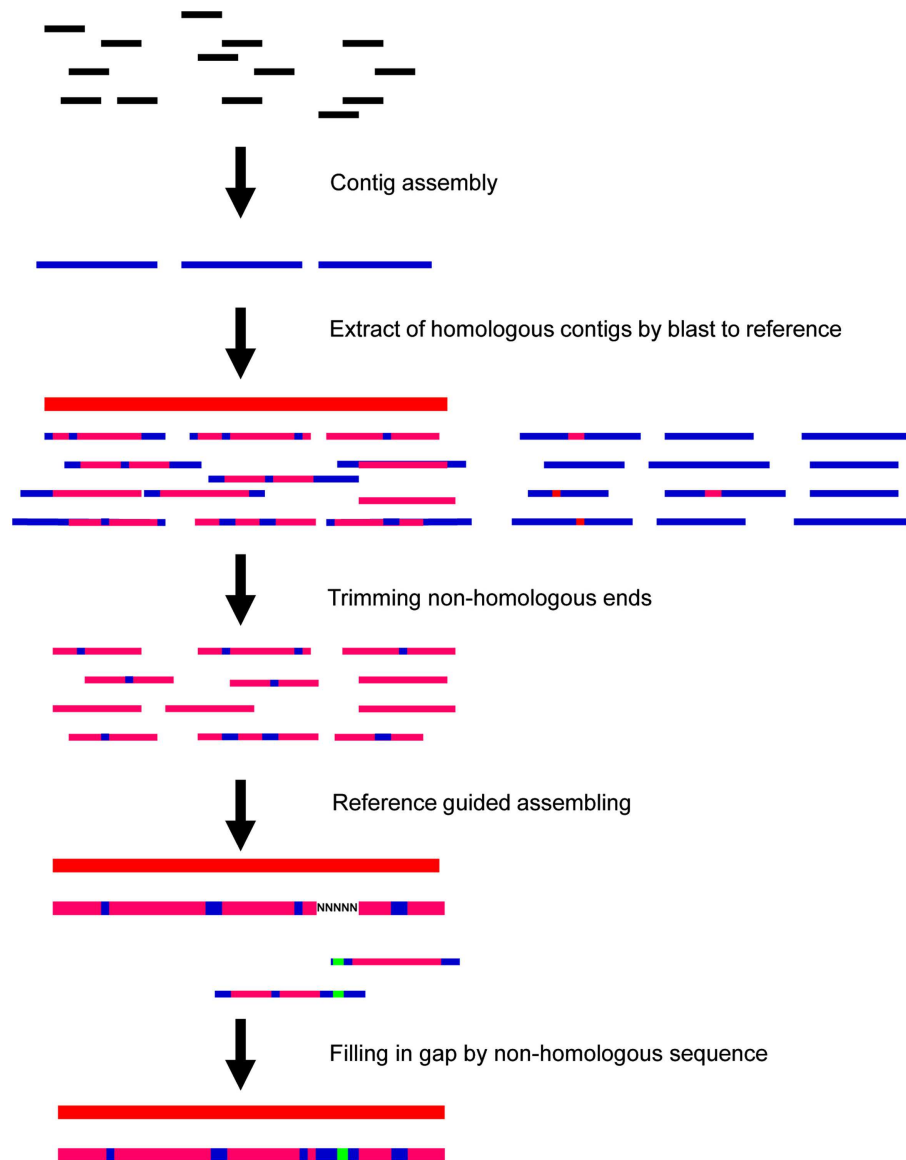 Contig assembly
Extract of homologous contigs by blast to reference
Trimming non-homologous ends
Reference guided assembling
NNNNN
Filling in gap by non-homologous sequence